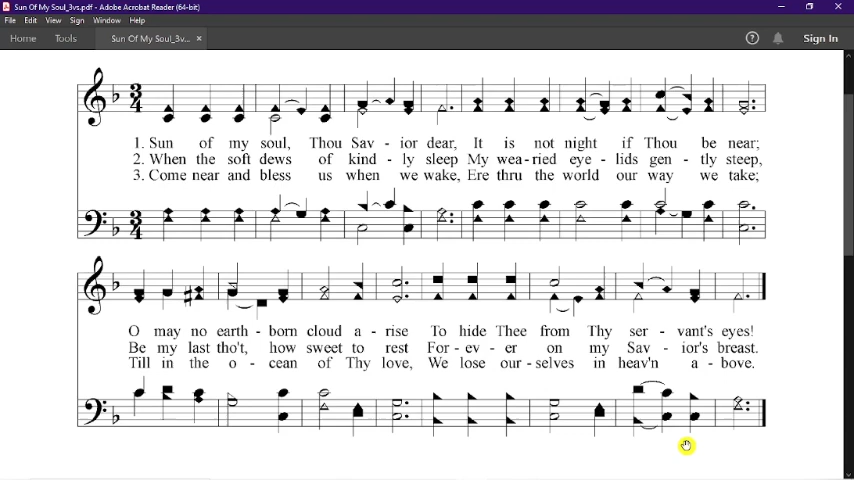 Sun Of My Soul_3vs.pdf - Adobe Acrobat Reader (64-bit)
File Edit View Sign Window Help
Home Tools Sun Of My Soul_3v... × Sign In
3 4
1. Sun of my soul, Thou Sav - ior dear, It is not night if Thou be near;
2. When the soft dews of kind - ly sleep My wea - ried eye - lids gen - tly steep,
3. Come near and bless us when we wake, Ere thru the world our way we take;
3 4
O may no earth - born cloud a - rise To hide Thee from Thy ser - vant's eyes!
Be my last tho't, how sweet to rest For - ev - er on my Sav - ior's breast.
Till in the o - cean of Thy love, We lose our - selves in heav'n a - bove.